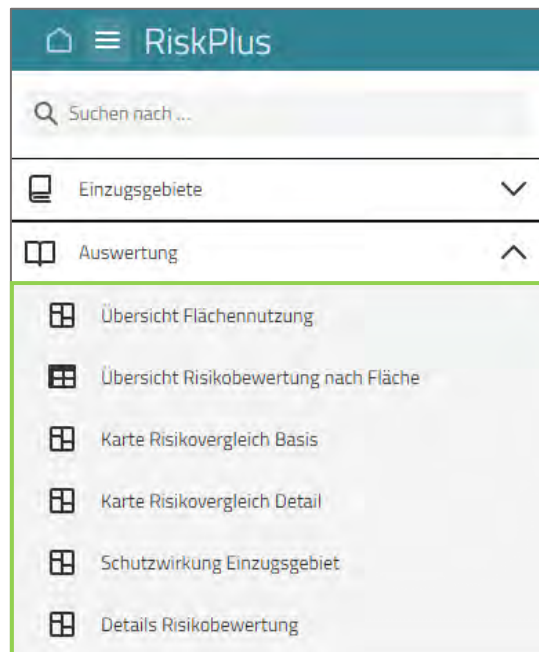 RiskPlus
Suchen nach ...
Einzugsgebiete
Auswertung
Übersicht Flächennutzung
Übersicht Risikobewertung nach Fläche
Karte Risikovergleich Basis
Karte Risikovergleich Detail
Schutzwirkung Einzugsgebiet
Details Risikobewertung